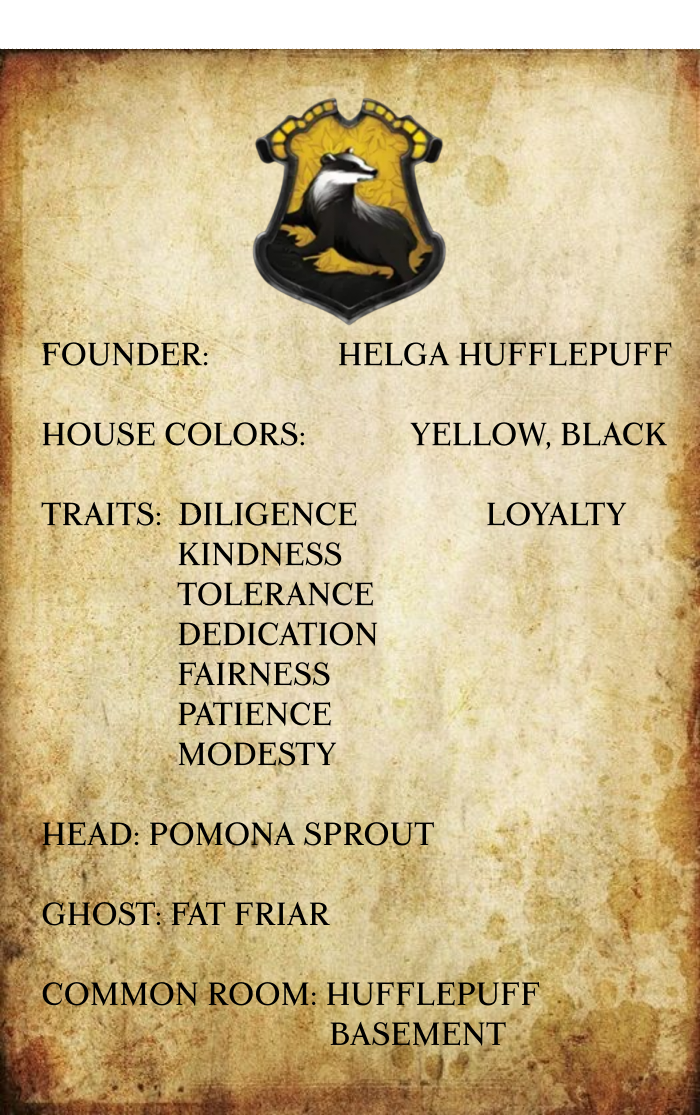 FOUNDER: HELGA HUFFLEPUFF
HOUSE COLORS: YELLOW, BLACK
TRAITS: DILIGENCE LOYALTY
KINDNESS
TOLERANCE
DEDICATION
FAIRNESS
PATIENCE
MODESTY
HEAD: POMONA SPROUT
GHOST: FAT FRIAR
COMMON ROOM: HUFFLEPUFF
BASEMENT